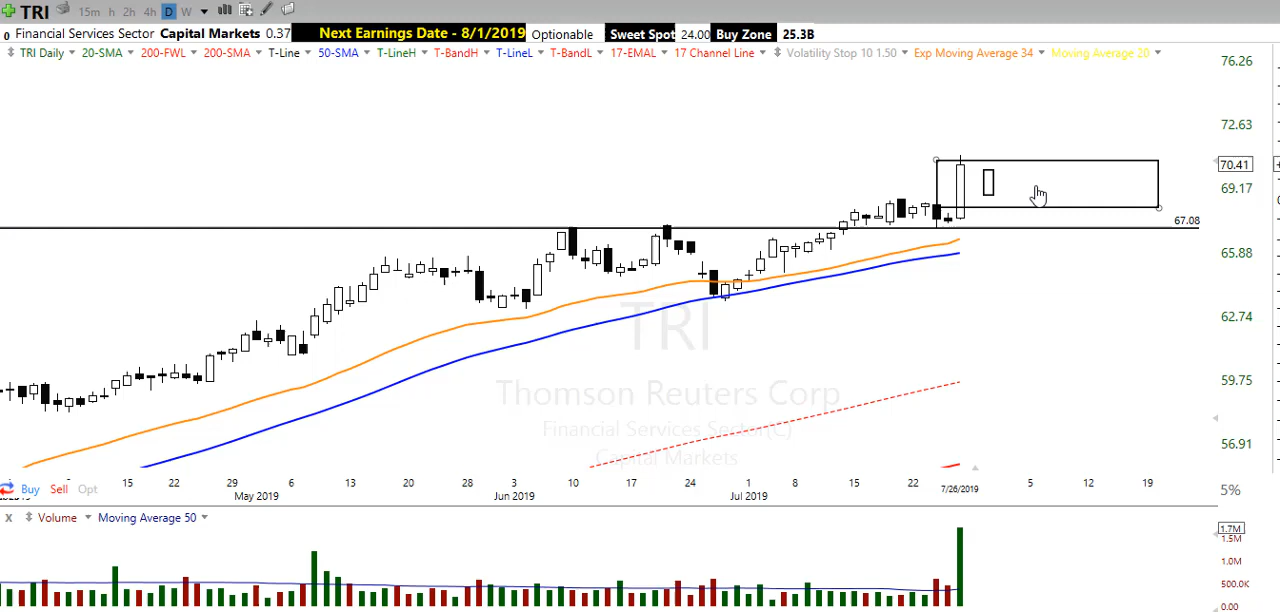 TRI 15m h 2h 4h D W
0 Financial Services Sector Capital Markets 0.37 Next Earnings Date - 8/1/2019 Optionable Sweet Spot 24.00 Buy Zone 25.3B
TRI Daily 20-SMA 200-FWL 200-SMA T-Line 50-SMA T-LineH T-BandH T-LineL T-BandL 17-EMAL 17 Channel Line Volatility Stop 10 1.50 Exp Moving Average 34 Moving Average 20
76.26
72.63
70.41
69.17
67.08
65.88
62.74
59.75
56.91
TRI
Thomson Reuters Corp
Financial Services Sector(C)
Capital Markets
15 22 29 6 13 20 28 3 10 17 24 1 8 15 22 7/26/2019 5 12 19
May 2019 Jun 2019 Jul 2019
Buy Sell Opt
5%
X Volume Moving Average 50
1.7M
1.5M
1.0M
500.0K
0.00